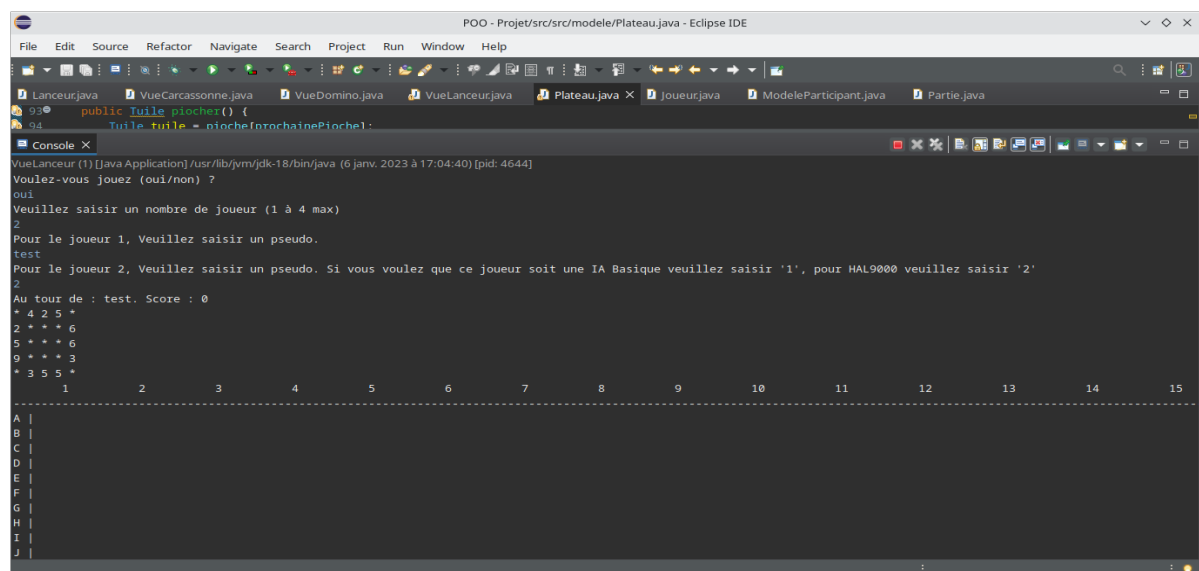 POO - Projet/src/src/modele/Plateau.java - Eclipse IDE
File Edit Source Refactor Navigate Search Project Run Window Help
Lanceur.java VueCarcassonne.java VueDomino.java VueLanceur.java Plateau.java Joueur.java ModeleParticipant.java Partie.java
93 public Tuile piocher() {
94 Tuile tuile = pioche[prochainePioche];
Console
VueLanceur (1) [Java Application] /usr/lib/jvm/jdk-18/bin/java (6 janv. 2023 à 17:04:40) [pid: 4644]
Voulez-vous jouez (oui/non) ?
oui
Veuillez saisir un nombre de joueur (1 à 4 max)
2
Pour le joueur 1, Veuillez saisir un pseudo.
test
Pour le joueur 2, Veuillez saisir un pseudo. Si vous voulez que ce joueur soit une IA Basique veuillez saisir '1', pour HAL9000 veuillez saisir '2'
2
Au tour de : test. Score : 0
* 4 2 5 *
2 * * * 6
5 * * * 6
9 * * * 3
* 3 5 5 *
1 2 3 4 5 6 7 8 9 10 11 12 13 14 15
------------------------------------------------------------------------------------------------------------------------------------------------------------
A |
B |
C |
D |
E |
F |
G |
H |
I |
J |